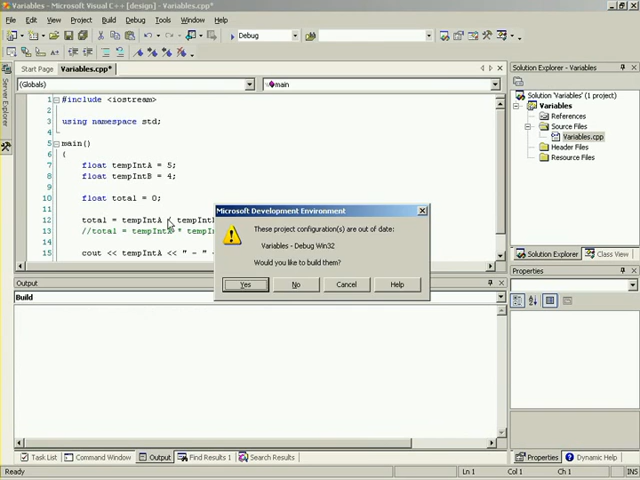 Variables - Microsoft Visual C++ [design] - Variables.cpp*
File Edit View Project Build Debug Tools Window Help
Debug
Start Page Variables.cpp*
(Globals) main
1 #include <iostream>
2
3 using namespace std;
4
5 main()
6 {
7 float tempIntA = 5;
8 float tempIntB = 4;
9
10 float total = 0;
11
12 total = tempIntA
13 //total = tempIntA * tempIn
14
15 cout << tempIntA << " - "
Server Explorer
Microsoft Development Environment
These project configuration(s) are out of date:
Variables - Debug Win32
Would you like to build them?
Yes No Cancel Help
Solution Explorer - Variables
Solution 'Variables' (1 project)
Variables
References
Source Files
Variables.cpp
Header Files
Resource Files
Solution Explorer Class View
Properties
Output
Build
Task List Command Window Output Find Results 1 Search Results
Properties Dynamic Help
Ready Ln 1 Col 1 Ch 1 INS